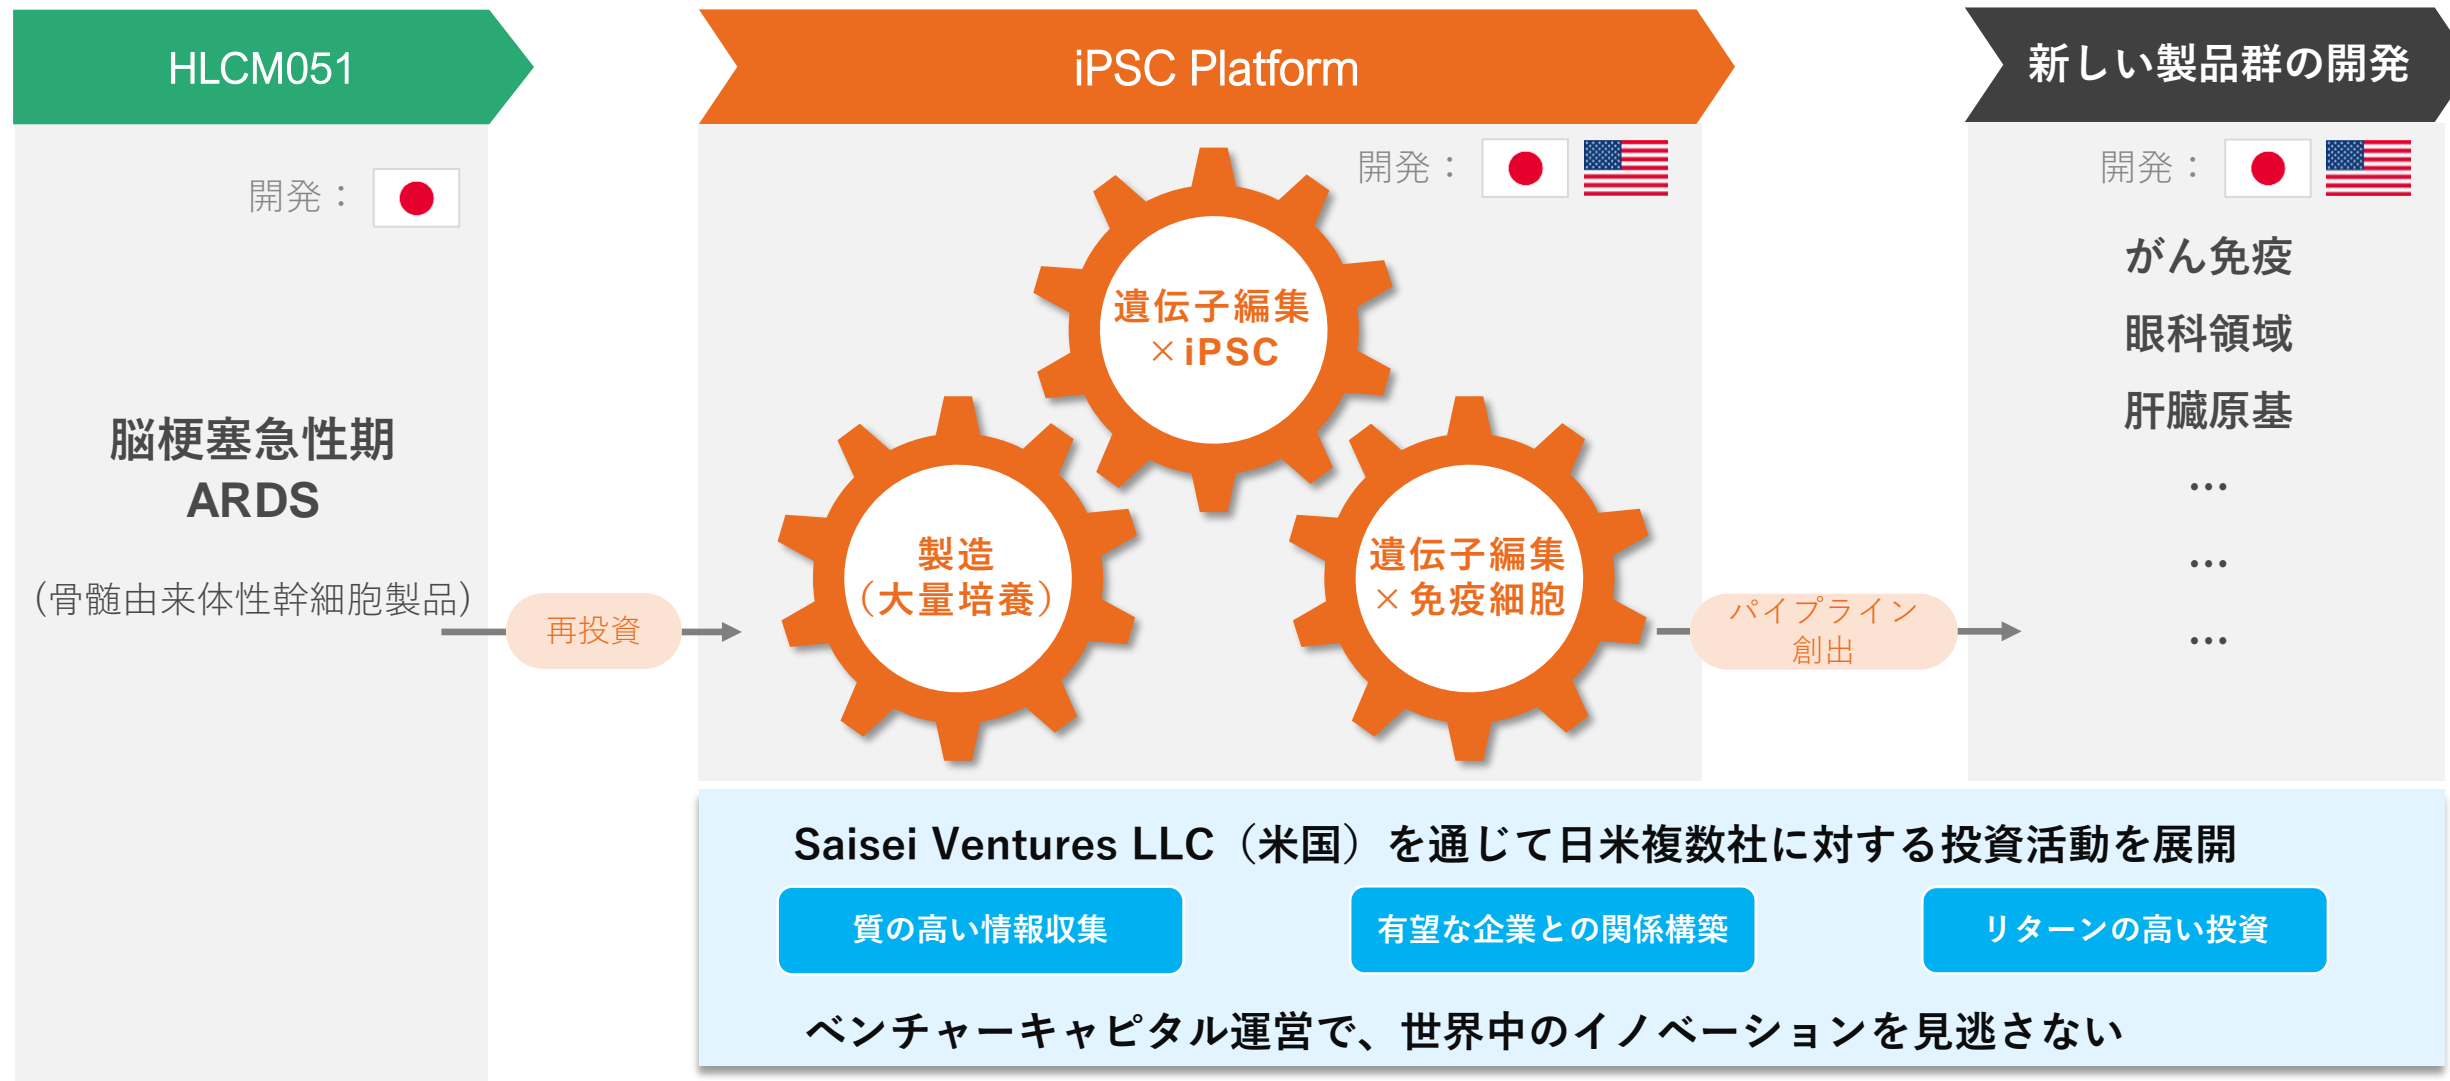 HLCM051
開発：
脳梗塞急性期
ARDS
（骨髄由来体性幹細胞製品）
再投資
iPSC Platform
開発：
遺伝子編集
×iPSC
製造
（大量培養）
遺伝子編集
×免疫細胞
パイプライン
創出
新しい製品群の開発
開発：
がん免疫
眼科領域
肝臓原基
…
…
…
Saisei Ventures LLC（米国）を通じて日米複数社に対する投資活動を展開
質の高い情報収集
有望な企業との関係構築
リターンの高い投資
ベンチャーキャピタル運営で、世界中のイノベーションを見逃さない